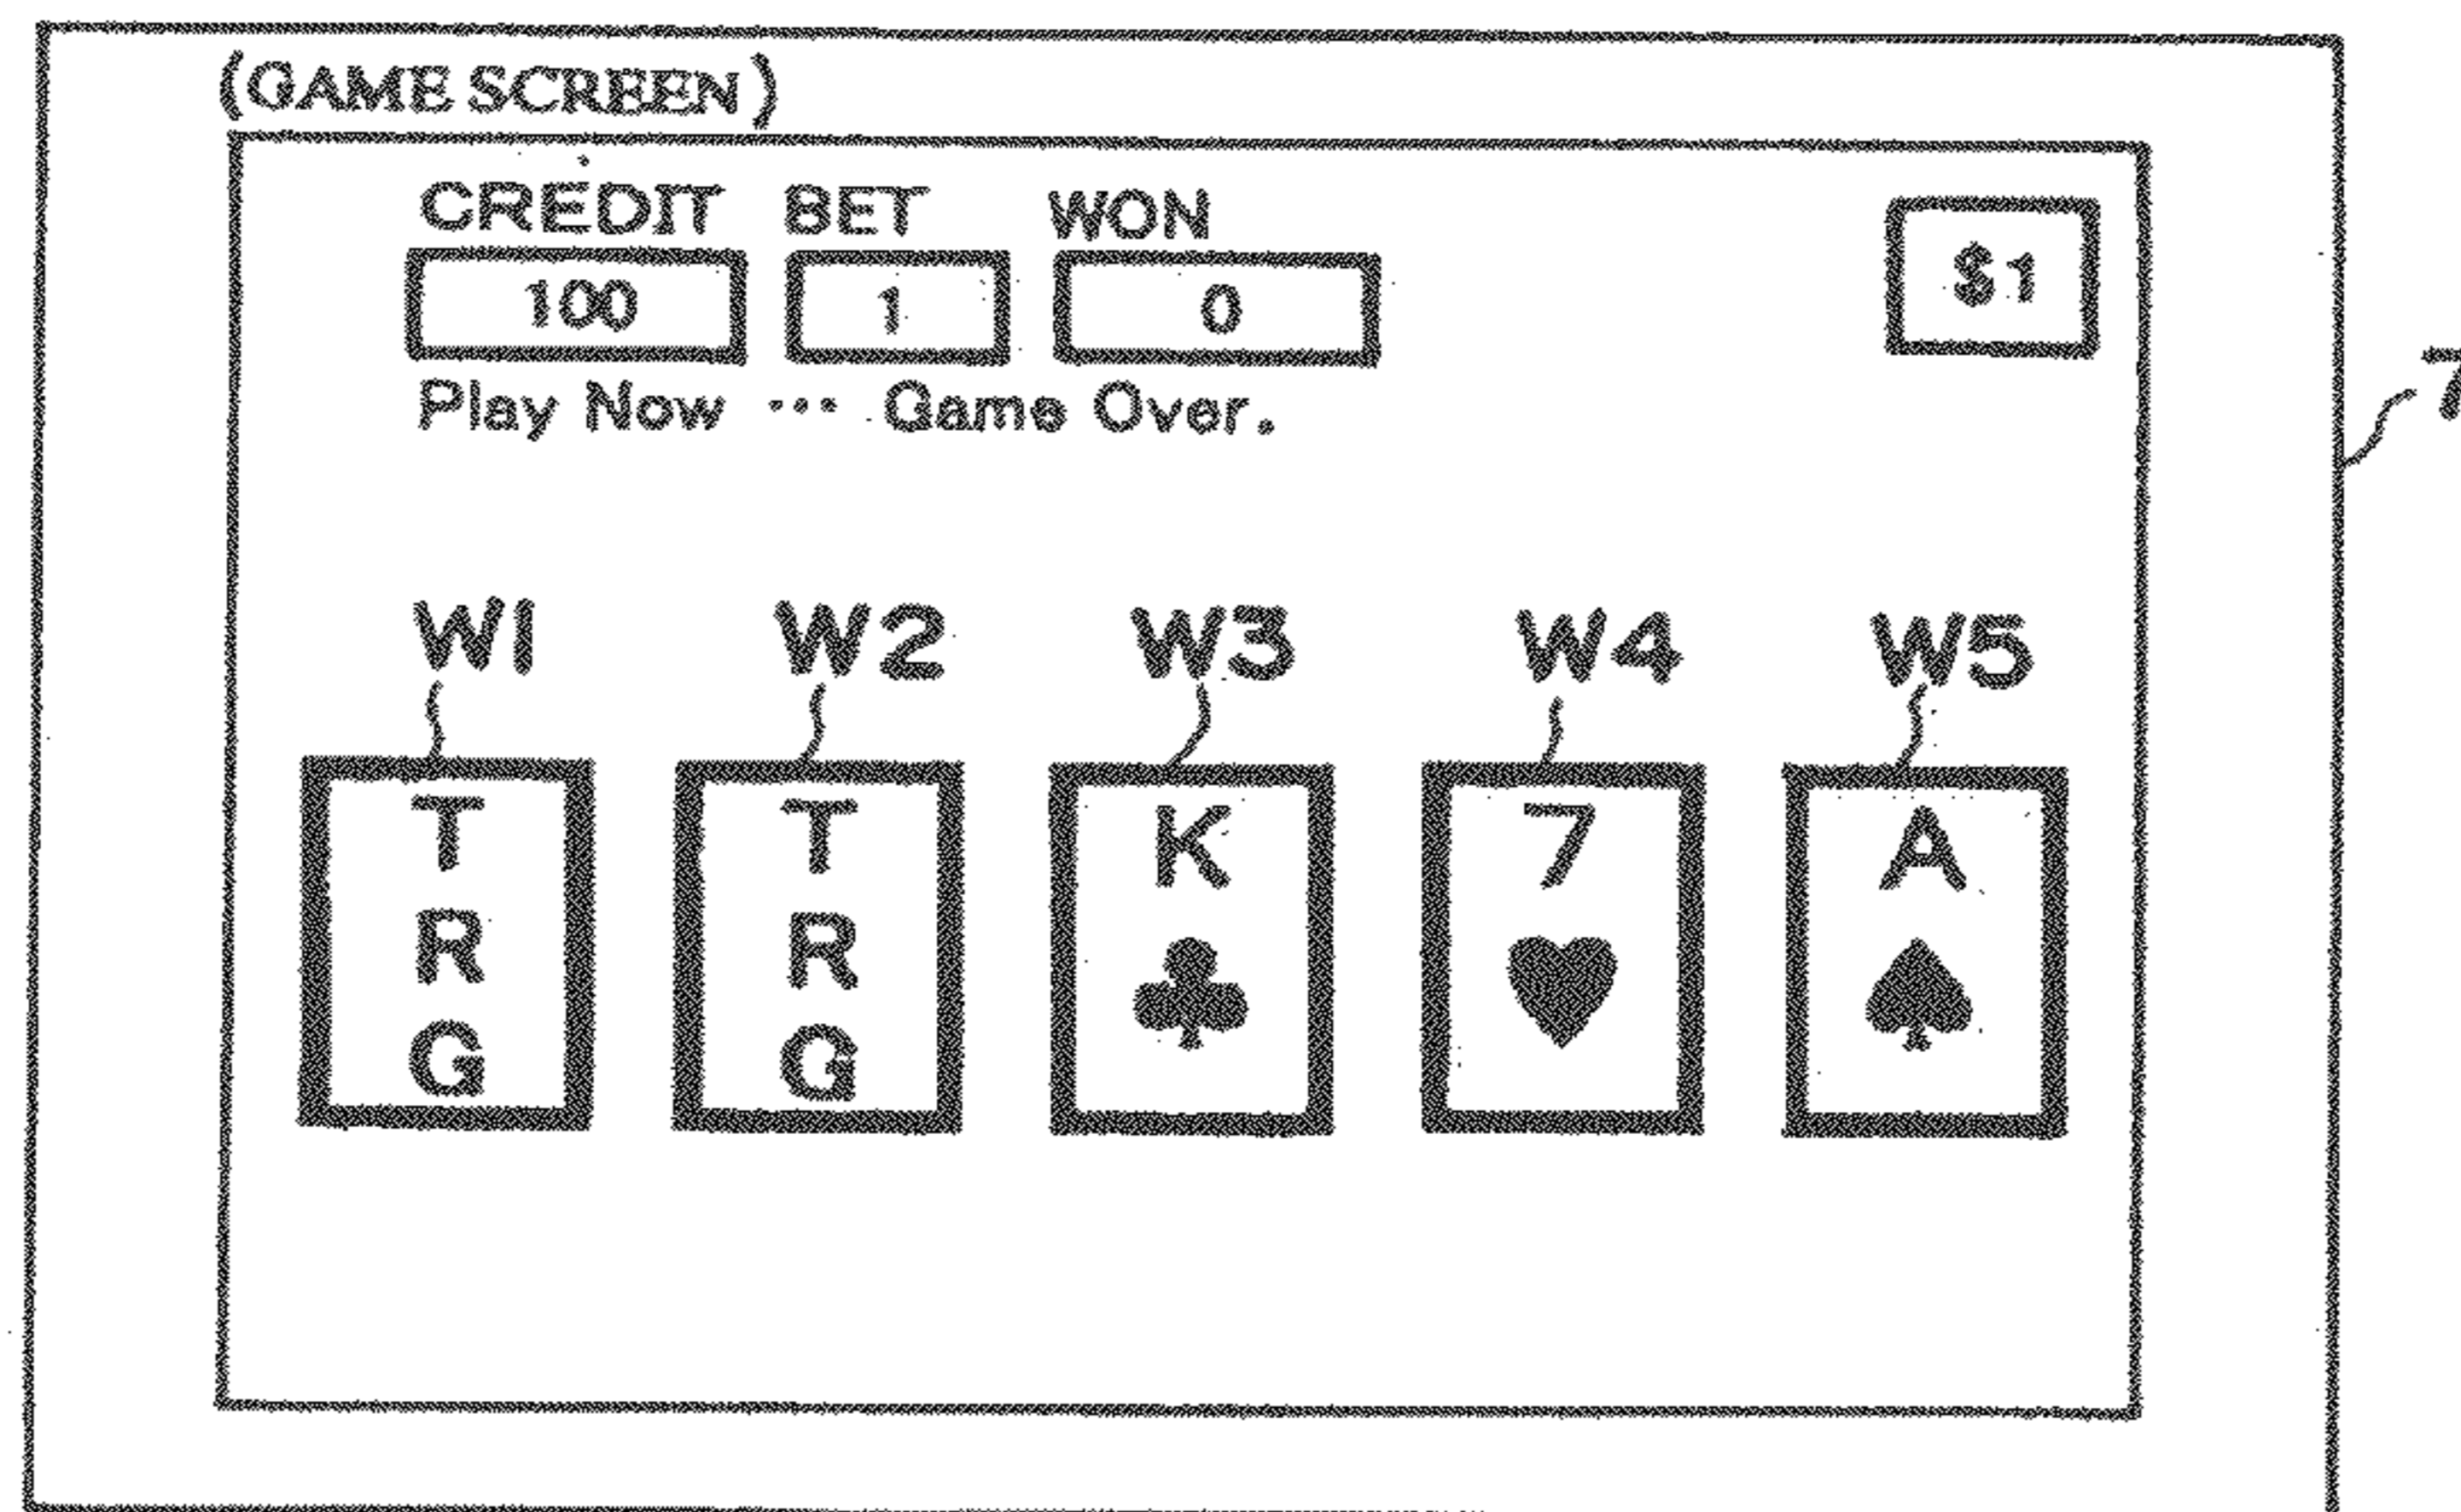 (GAME SCREEN)
CREDIT BET WON
100 1 0 $1
Play Now ... Game Over.
7
W1 W2 W3 W4 W5
T T K 7 A
R R
G G